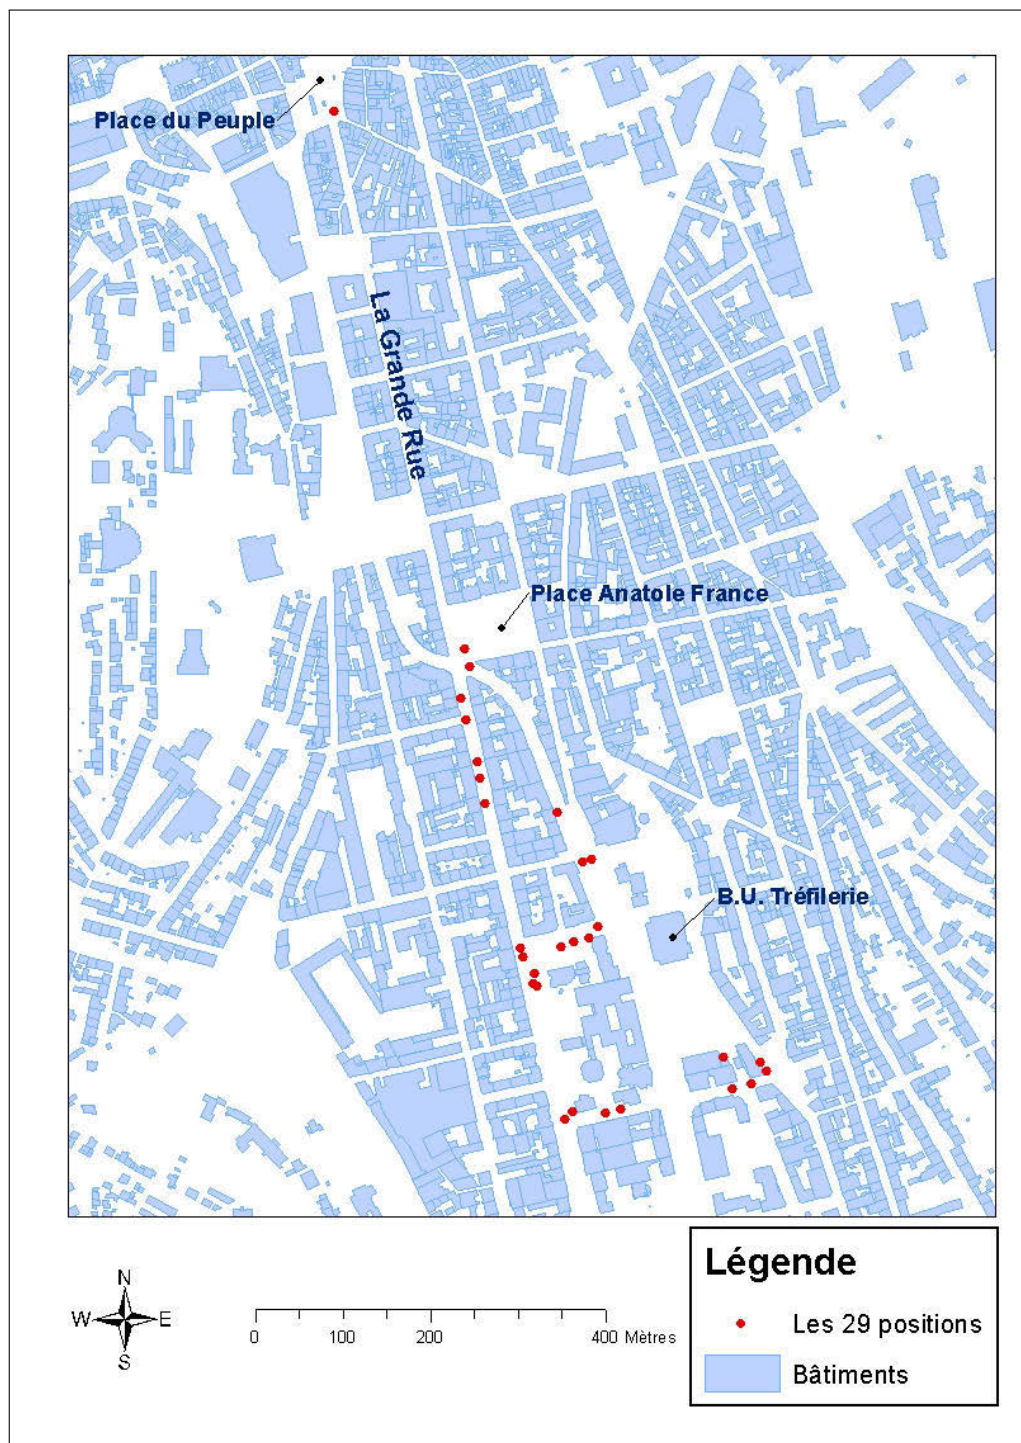 Place du Peuple
La Grande Rue
Place Anatole France
B.U. Tréfilerie
N
W E
S
0 100 200 400 Mètres
Légende
Les 29 positions
Bâtiments